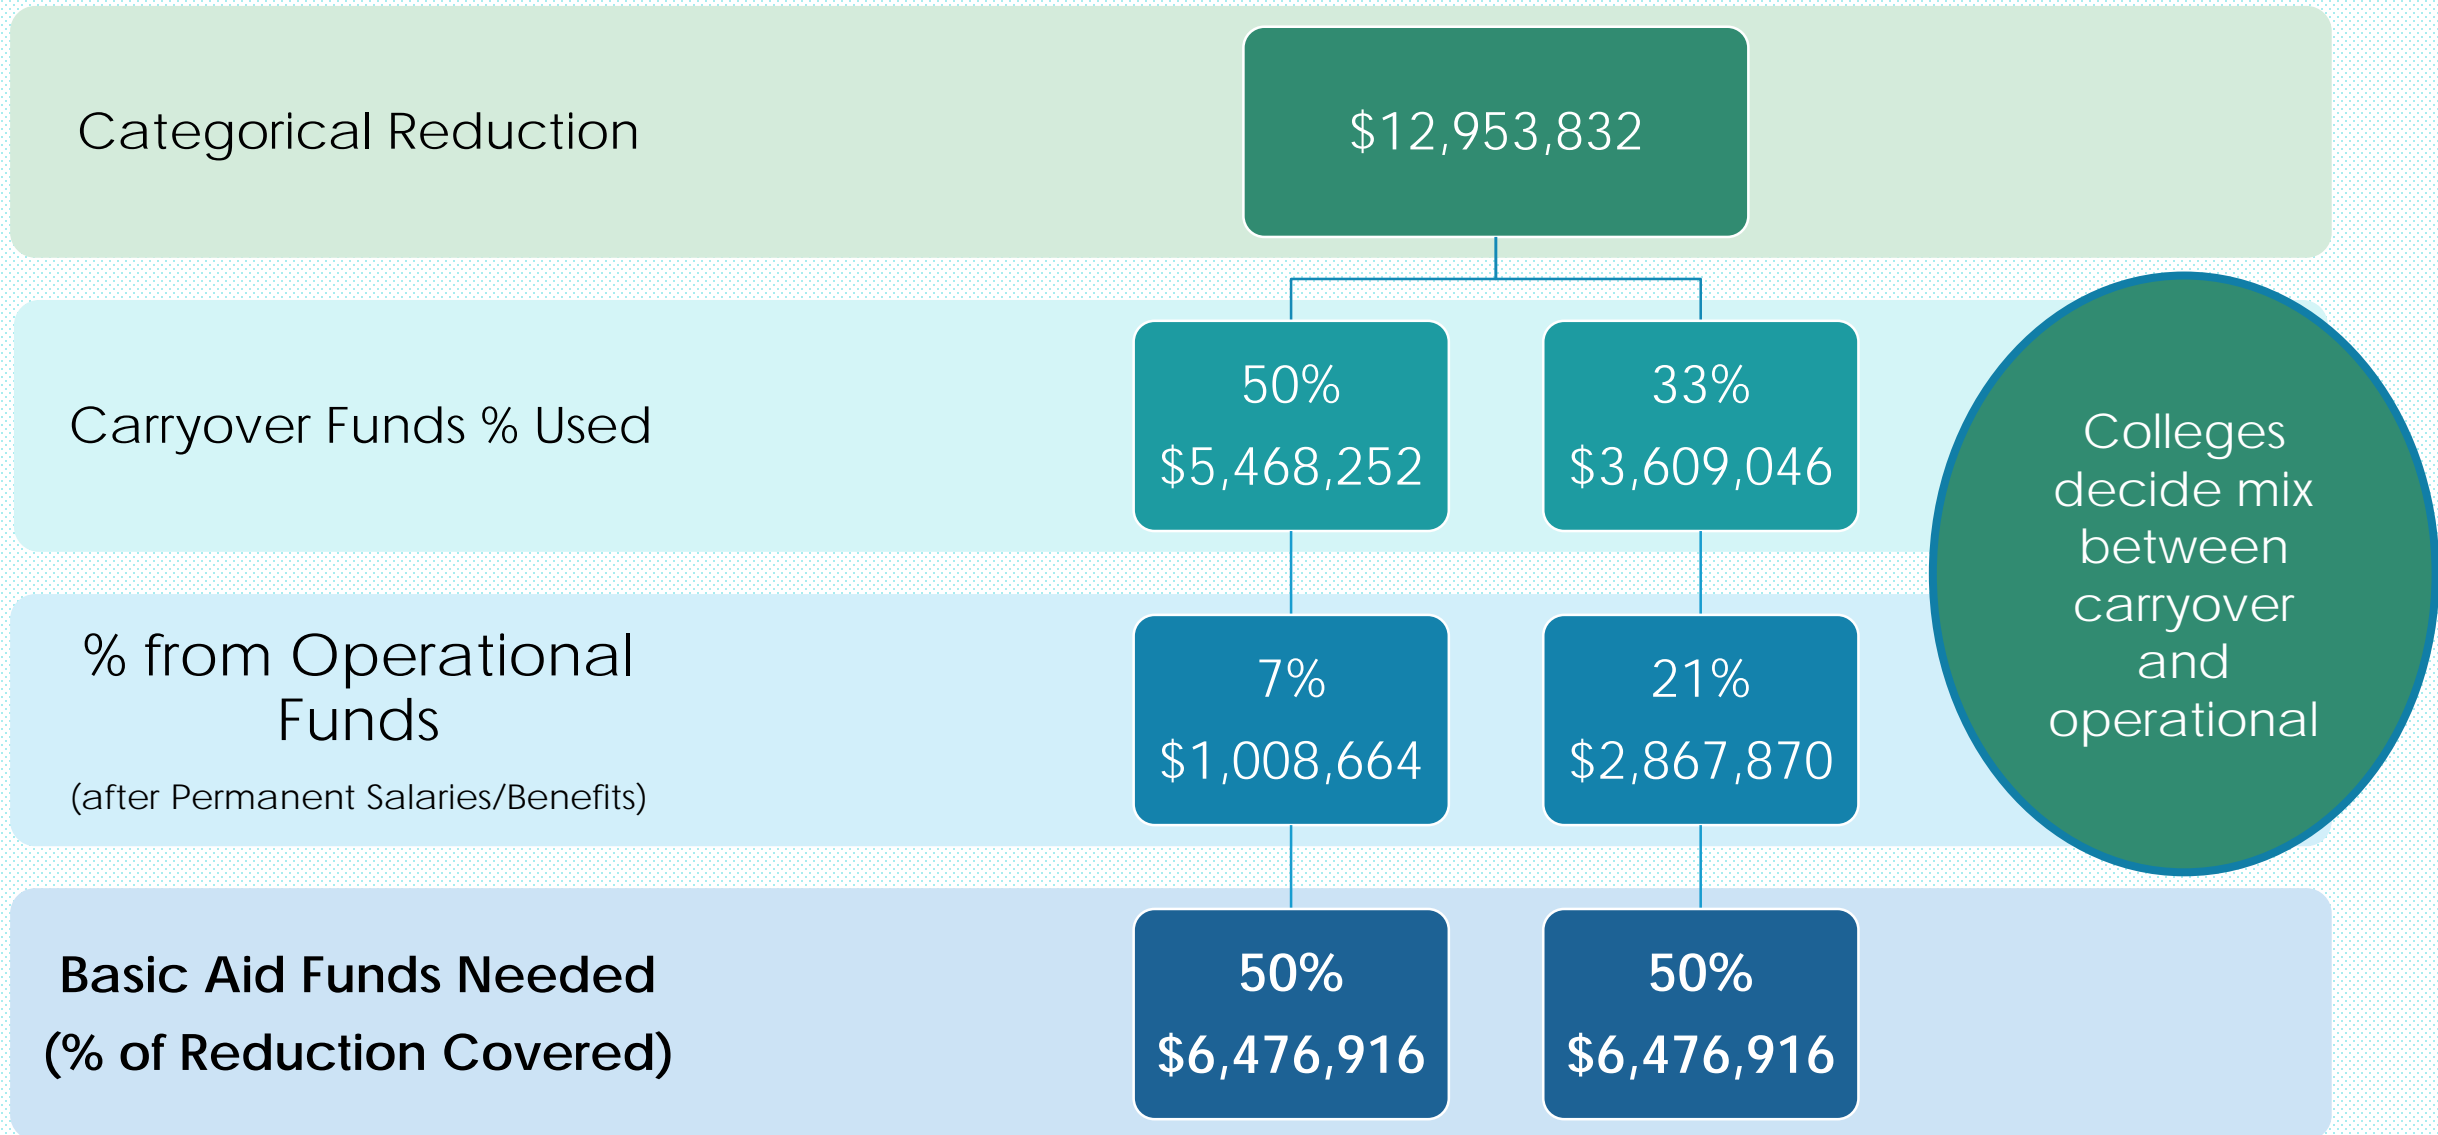 Categorical Reduction
$12,953,832
Carryover Funds % Used
50%
$5,468,252
33%
$3,609,046
% from Operational
Funds
(after Permanent Salaries/Benefits)
7%
$1,008,664
21%
$2,867,870
Colleges
decide mix
between
carryover
and
operational
Basic Aid Funds Needed
(% of Reduction Covered)
50%
$6,476,916
50%
$6,476,916